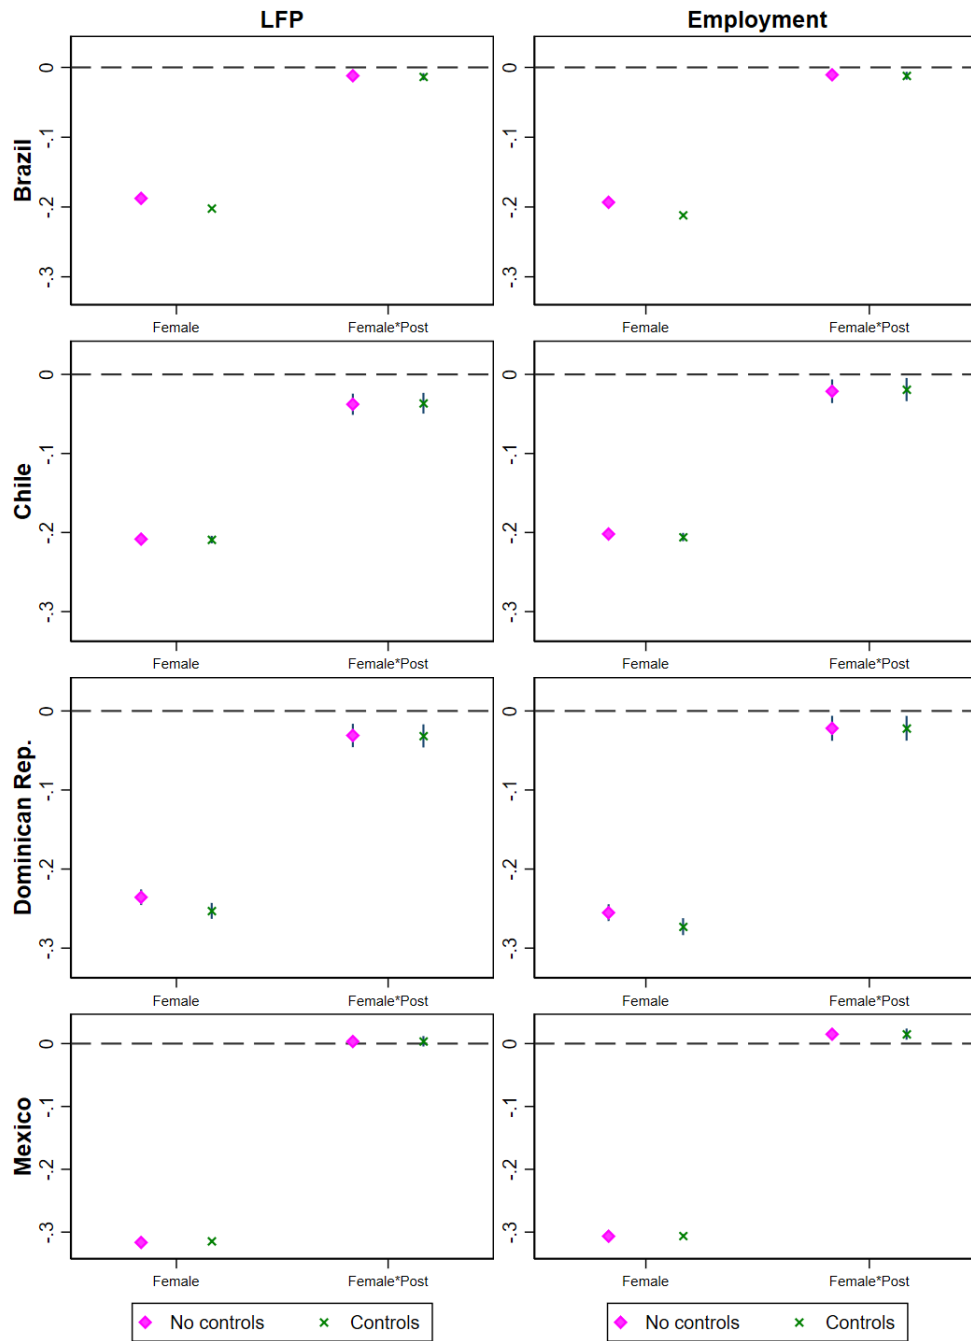 LFP Employment
Brazil
0 0
-.1 -.1
-.2 -.2
-.3 -.3
Female Female*Post Female Female*Post
Chile
0 0
-.1 -.1
-.2 -.2
-.3 -.3
Female Female*Post Female Female*Post
Dominican Rep.
0 0
-.1 -.1
-.2 -.2
-.3 -.3
Female Female*Post Female Female*Post
Mexico
0 0
-.1 -.1
-.2 -.2
-.3 -.3
Female Female*Post Female Female*Post
No controls Controls No controls Controls